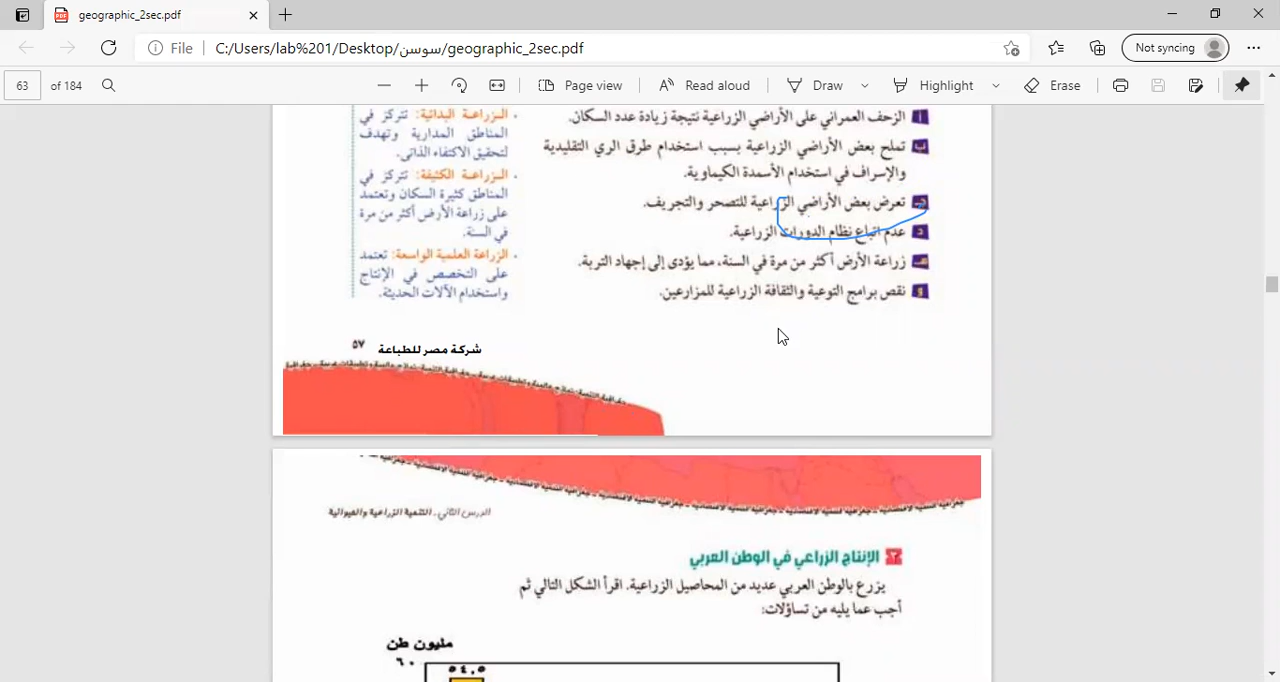 geographic_2sec.pdf
File
C:/Users/lab%201/Desktop/سوسن/geographic_2sec.pdf
Not syncing
63 of 184
Page view
Read aloud
Draw
Highlight
Erase
أ الزحف العمراني على الأراضي الزراعية نتيجة زيادة عدد السكان.
ب تملح بعض الأراضي الزراعية بسبب استخدام طرق الري التقليدية
والإسراف في استخدام الأسمدة الكيماوية.
جـ تعرض بعض الأراضي الزراعية للتصحر والتجريف.
د عدم اتباع نظام الدورات الزراعية.
هـ زراعة الأرض أكثر من مرة في السنة، مما يؤدى إلى إجهاد التربة.
و نقص برامج التوعية والثقافة الزراعية للمزارعين.
. الزراعة البدائية: تتركز في
المناطق المدارية وتهدف
لتحقيق الاكتفاء الذاتى.
. الزراعة الكثيفة: تتركز في
المناطق كثيرة السكان وتعتمد
على زراعة الأرض أكثر من مرة
في السنة.
. الزراعة العلمية الواسعة: تعتمد
على التخصص في الإنتاج
واستخدام الآلات الحديثة.
شركة مصر للطباعة ٥٧
الدرس الثاني . التنمية الزراعية والحيوانية
٣ الإنتاج الزراعي في الوطن العربي
يزرع بالوطن العربي عديد من المحاصيل الزراعية. اقرأ الشكل التالي ثم
أجب عما يليه من تساؤلات:
مليون طن
٦٠
٥٤,٥